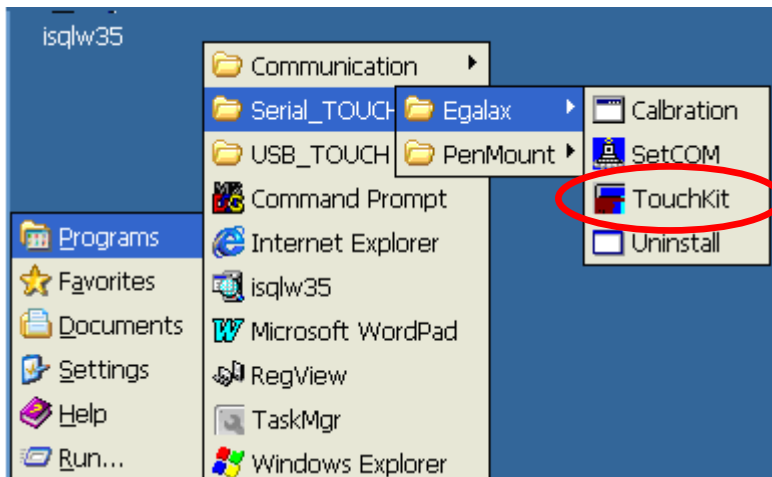 isqlw35
Communication
Serial_TOUCH
USB_TOUCH
Command Prompt
Internet Explorer
isqlw35
Microsoft WordPad
RegView
TaskMgr
Windows Explorer
Egalax
PenMount
Calbration
SetCOM
TouchKit
Uninstall
Programs
Favorites
Documents
Settings
Help
Run...